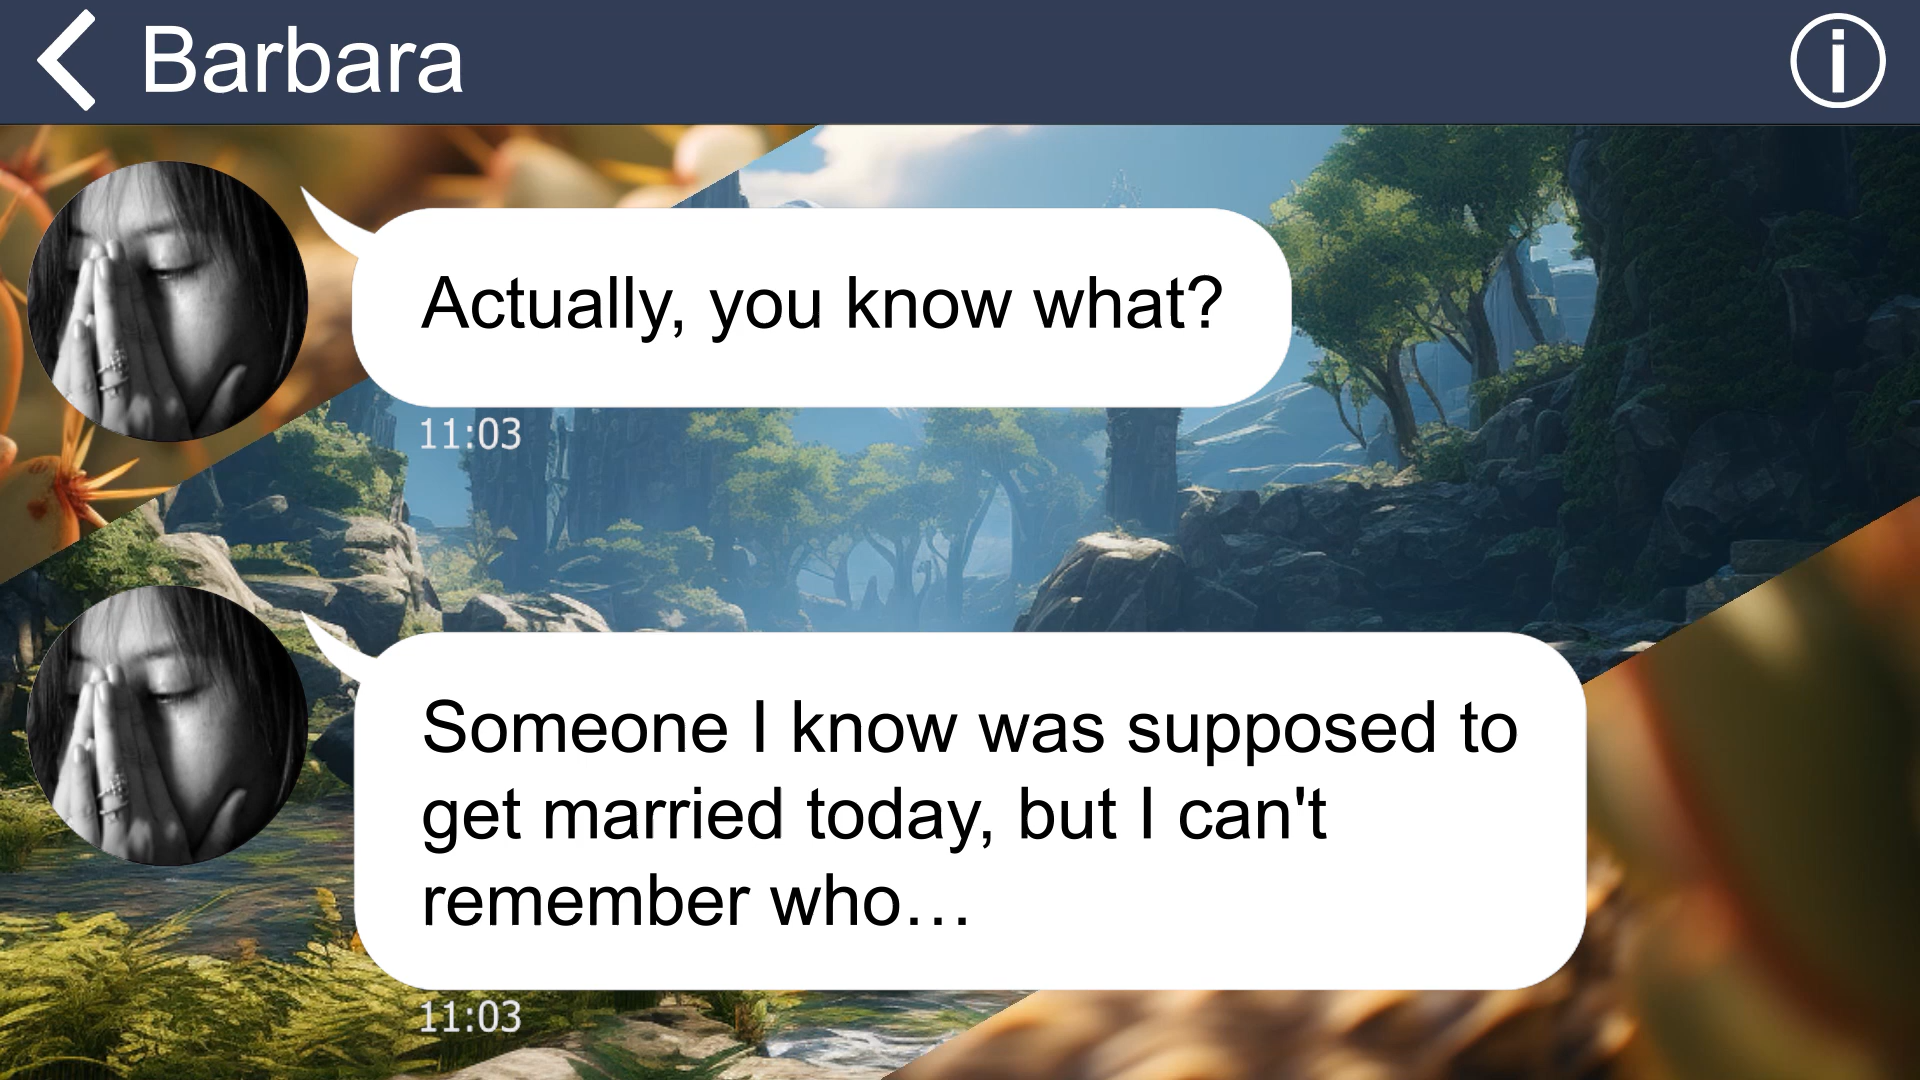 Barbara
Actually, you know what?
11:03
Someone I know was supposed to
get married today, but I can't
remember who…
11:03